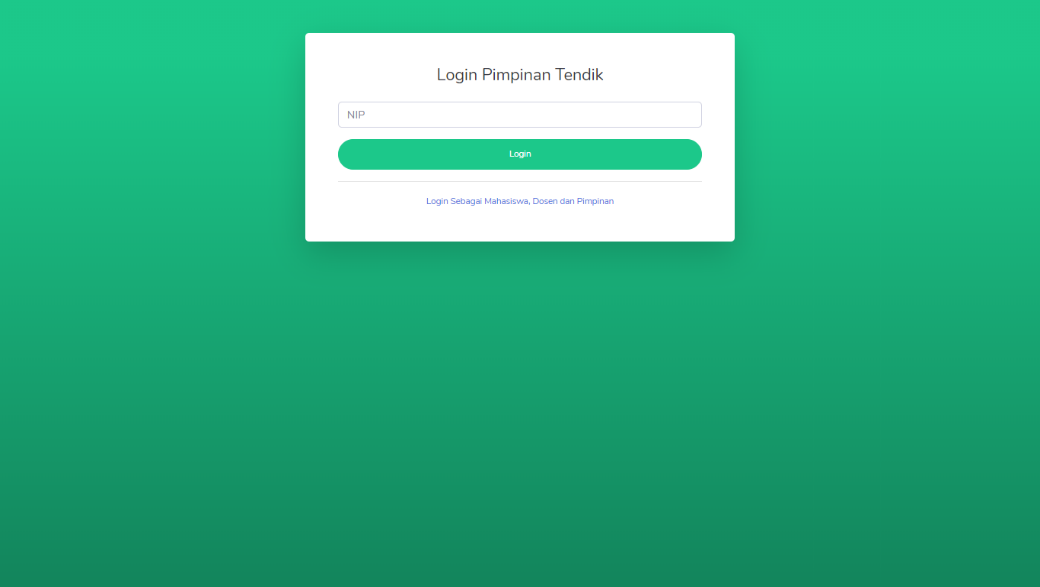 Login Pimpinan Tendik
NIP
Login
Login Sebagai Mahasiswa, Dosen dan Pimpinan